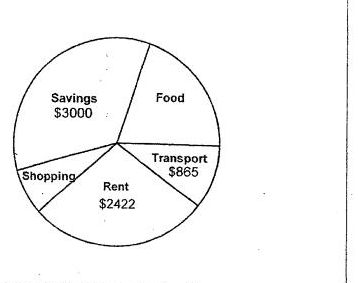 Savings
$3000
Food
Transport
$865
Shopping
Rent
$2422